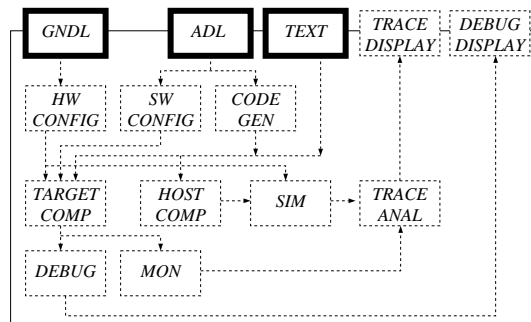 GNDL
ADL
TEXT
TRACE
DISPLAY
DEBUG
DISPLAY
HW
CONFIG
SW
CONFIG
CODE
GEN
TARGET
COMP
HOST
COMP
SIM
TRACE
ANAL
DEBUG
MON